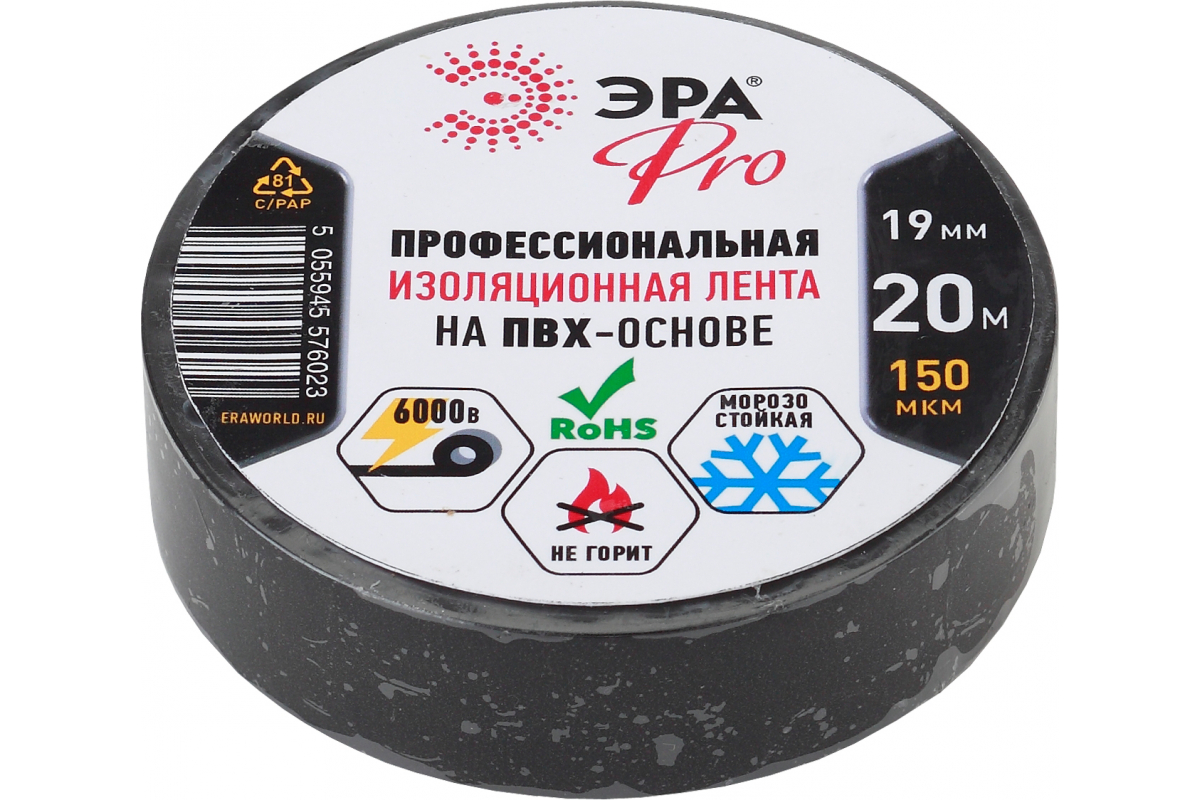 ЭРА®
Pro
81
C/PAP
5 055945 576023
ERAWORLD.RU
ПРОФЕССИОНАЛЬНАЯ
ИЗОЛЯЦИОННАЯ ЛЕНТА
НА ПВХ-ОСНОВЕ
19 мм
20 м
150
МКМ
6000В
RoHS
МОРОЗО
СТОЙКАЯ
НЕ ГОРИТ